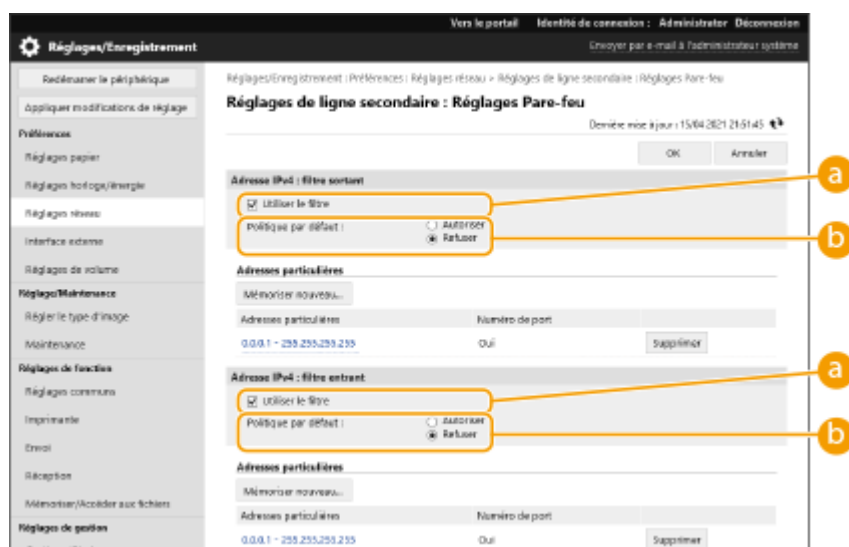 Vers le portail Identité de connexion : Administrator Déconnexion
Réglages/Enregistrement
Envoyer par e-mail à l'administrateur système
Redémarrer le périphérique
Appliquer modifications de réglage
Préférences
Réglages papier
Réglages horloge/énergie
Réglages réseau
Interface externe
Réglages de volume
Réglage/Maintenance
Régler le type d'image
Maintenance
Réglages de fonction
Réglages communs
Imprimante
Envoi
Réception
Mémoriser/Accéder aux fichiers
Réglages de gestion
Réglages/Enregistrement : Préférences : Réglages réseau > Réglages de ligne secondaire : Réglages Pare-feu
Réglages de ligne secondaire : Réglages Pare-feu
Dernière mise à jour : 15/04 2021 21:51:45
OK Annuler
Adresse IPv4 : filtre sortant
a
Utiliser le filtre
Politique par défaut : Autoriser
Refuser
b
Adresses particulières
Mémoriser nouveau...
Adresses particulières Numéro de port
0.0.0.1 - 255.255.255.255 Oui Supprimer
Adresse IPv4 : filtre entrant
a
Utiliser le filtre
Politique par défaut : Autoriser
Refuser
b
Adresses particulières
Mémoriser nouveau...
Adresses particulières Numéro de port
0.0.0.1 - 255.255.255.255 Oui Supprimer